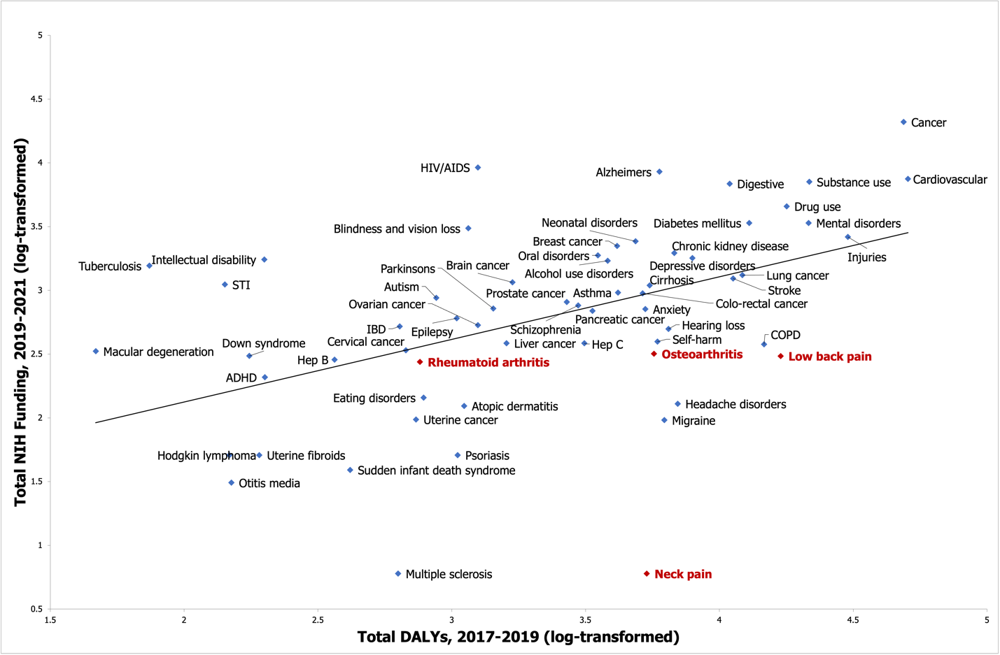 5
4.5
Cancer
4
HIV/AIDS
Alzheimers
Digestive
Substance use
Cardiovascular
Drug use
3.5
Blindness and vision loss
Neonatal disorders
Diabetes mellitus
Mental disorders
Breast cancer
Chronic kidney disease
Injuries
Tuberculosis
Intellectual disability
Parkinsons
Brain cancer
Oral disorders
Alcohol use disorders
Depressive disorders
Lung cancer
STI
Autism
Cirrhosis
3
Prostate cancer
Asthma
Stroke
Ovarian cancer
Colo-rectal cancer
Anxiety
IBD
Epilepsy
Schizophrenia
Pancreatic cancer
Hearing loss
Macular degeneration
Down syndrome
Cervical cancer
Liver cancer
Hep C
Self-harm
COPD
2.5
Hep B
Rheumatoid arthritis
Osteoarthritis
Low back pain
ADHD
Eating disorders
Atopic dermatitis
Headache disorders
2
Uterine cancer
Migraine
Hodgkin lymphoma
Uterine fibroids
Psoriasis
Sudden infant death syndrome
1.5
Otitis media
1
Multiple sclerosis
Neck pain
0.5
1.5
2
2.5
3
3.5
4
4.5
5
Total NIH Funding, 2019-2021 (log-transformed)
Total DALYs, 2017-2019 (log-transformed)